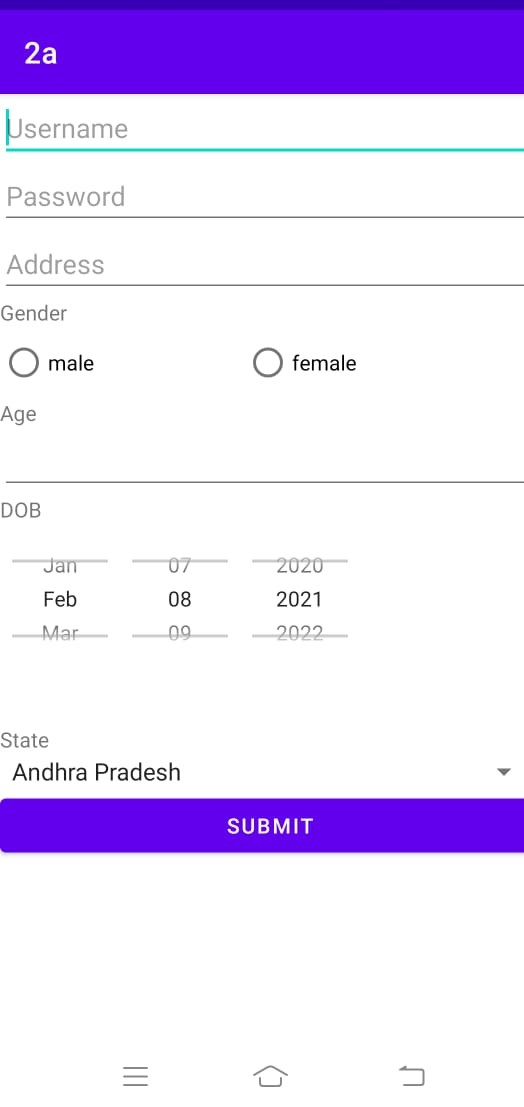 2a
Username
Password
Address
Gender
male female
Age
DOB
Jan 07 2020
Feb 08 2021
Mar 09 2022
State
Andhra Pradesh
SUBMIT